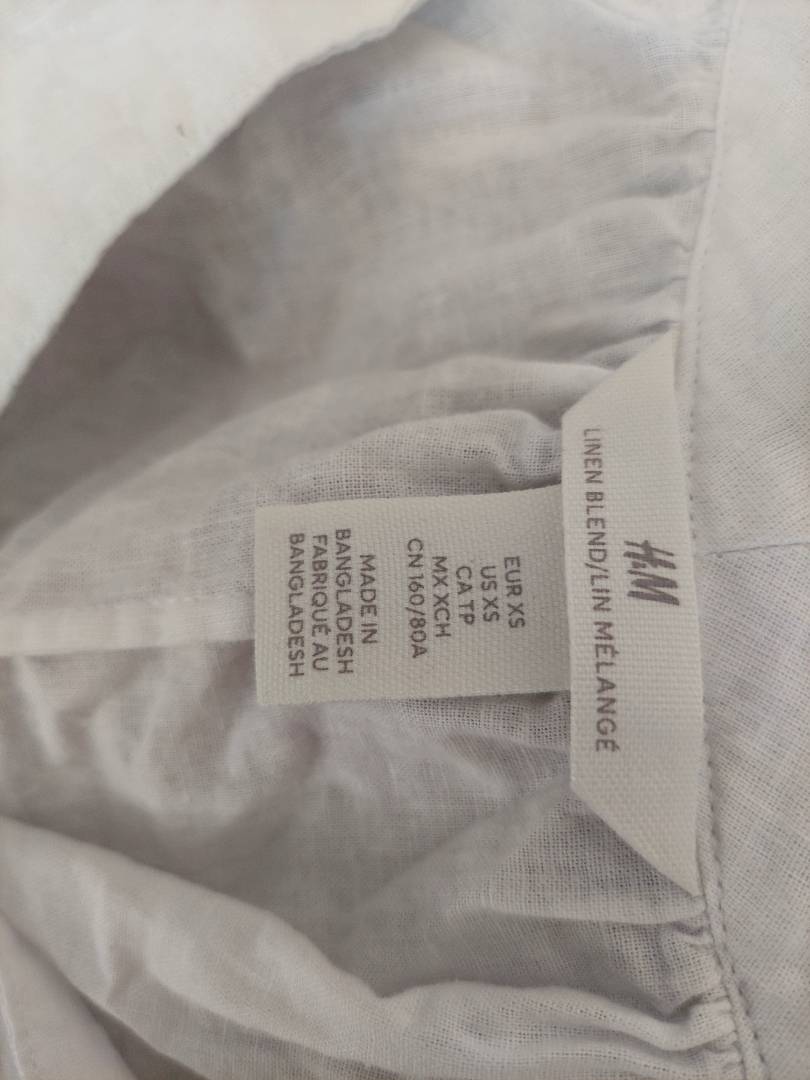 H&M
LINEN BLEND/LIN MÉLANGÉ
EUR XS
US XS
CA TP
MX XCH
CN 160/80A
MADE IN
BANGLADESH
FABRIQUÉ AU
BANGLADESH